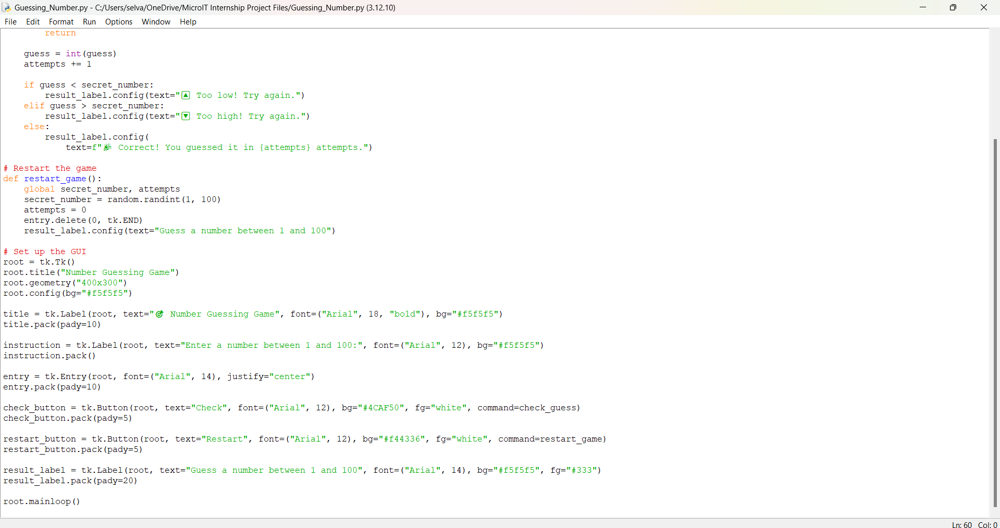 Guessing_Number.py - C:/Users/selva/OneDrive/MicroIT Internship Project Files/Guessing_Number.py (3.12.10)
File Edit Format Run Options Window Help
        return

    guess = int(guess)
    attempts += 1

    if guess < secret_number:
        result_label.config(text="🔼 Too low! Try again.")
    elif guess > secret_number:
        result_label.config(text="🔽 Too high! Try again.")
    else:
        result_label.config(
            text=f"🎉 Correct! You guessed it in {attempts} attempts.")

# Restart the game
def restart_game():
    global secret_number, attempts
    secret_number = random.randint(1, 100)
    attempts = 0
    entry.delete(0, tk.END)
    result_label.config(text="Guess a number between 1 and 100")

# Set up the GUI
root = tk.Tk()
root.title("Number Guessing Game")
root.geometry("400x300")
root.config(bg="#f5f5f5")

title = tk.Label(root, text="🎯 Number Guessing Game", font=("Arial", 18, "bold"), bg="#f5f5f5")
title.pack(pady=10)

instruction = tk.Label(root, text="Enter a number between 1 and 100:", font=("Arial", 12), bg="#f5f5f5")
instruction.pack()

entry = tk.Entry(root, font=("Arial", 14), justify="center")
entry.pack(pady=10)

check_button = tk.Button(root, text="Check", font=("Arial", 12), bg="#4CAF50", fg="white", command=check_guess)
check_button.pack(pady=5)

restart_button = tk.Button(root, text="Restart", font=("Arial", 12), bg="#f44336", fg="white", command=restart_game)
restart_button.pack(pady=5)

result_label = tk.Label(root, text="Guess a number between 1 and 100", font=("Arial", 14), bg="#f5f5f5", fg="#333")
result_label.pack(pady=20)

root.mainloop()
Ln: 60 Col: 0